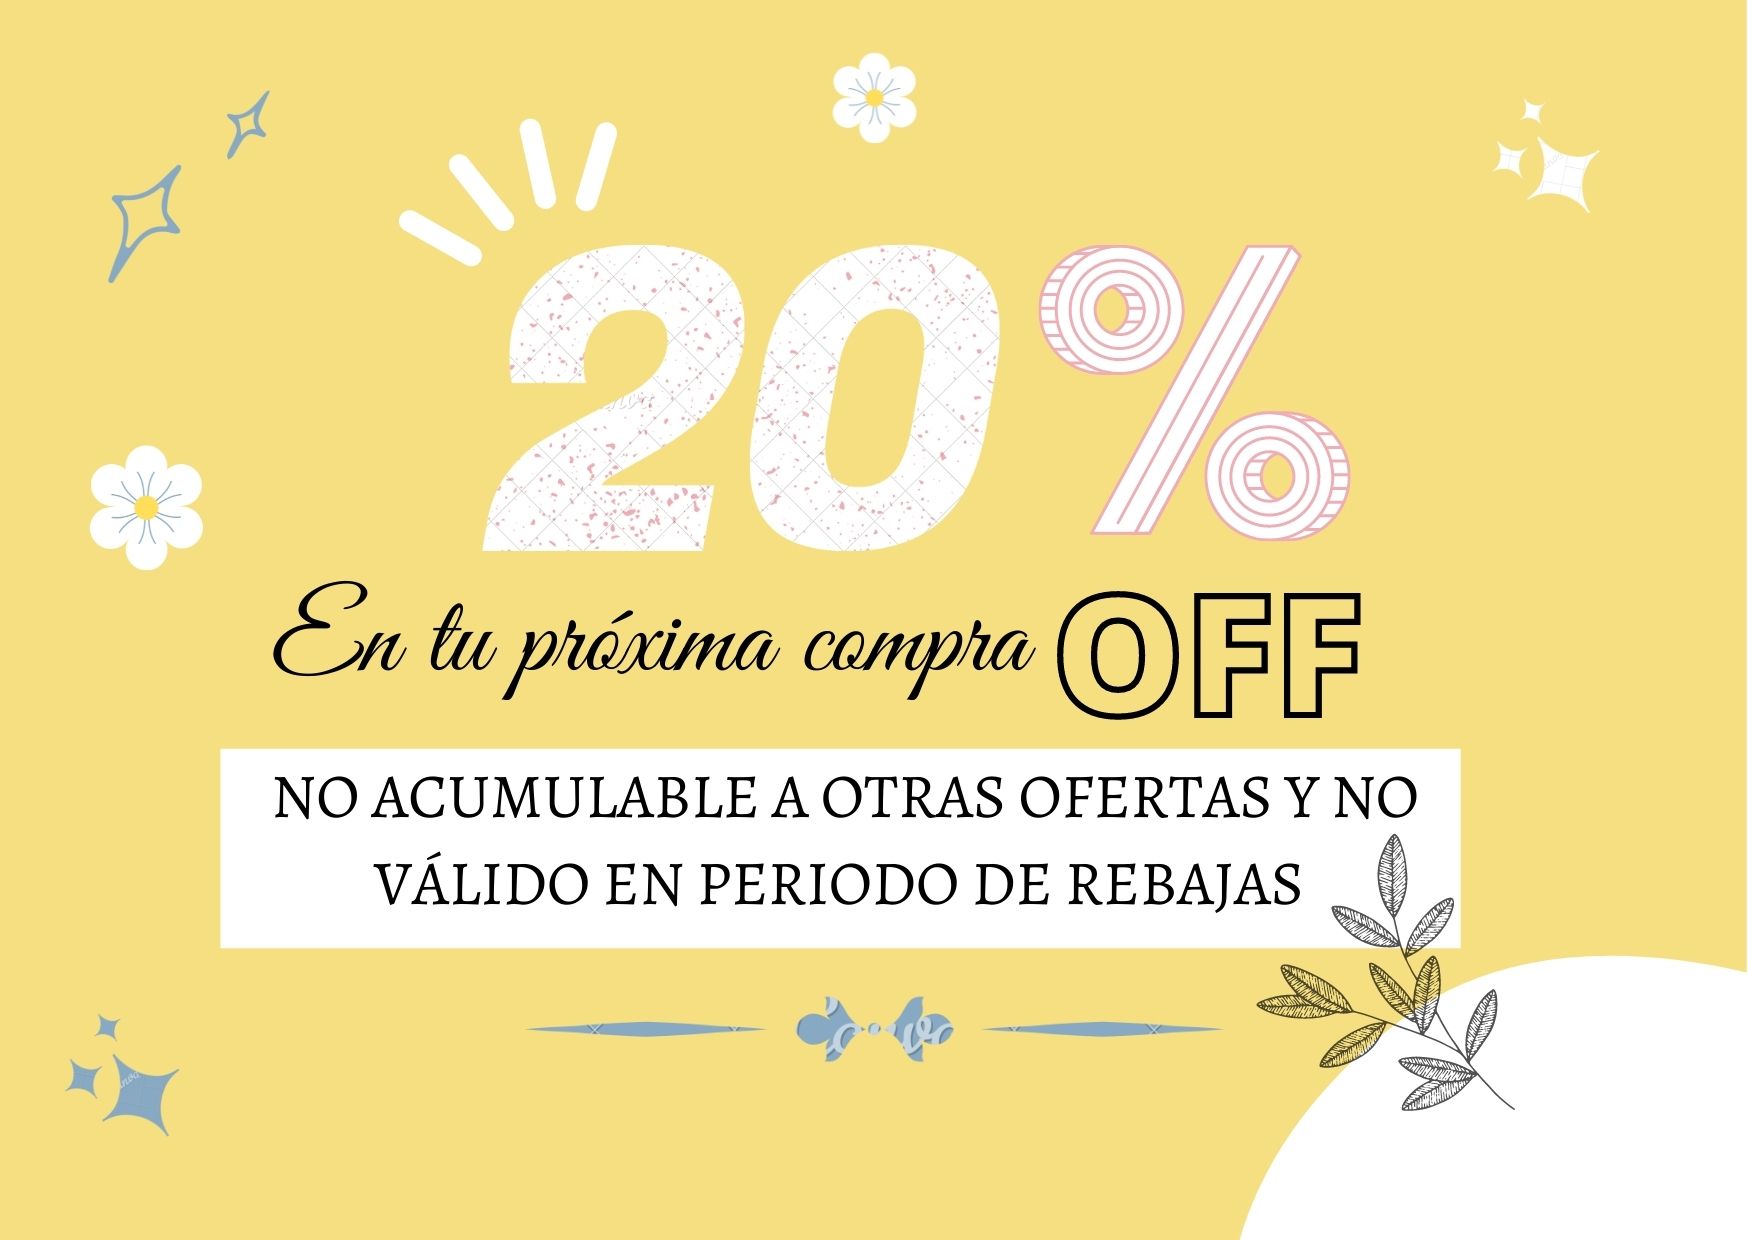 20%
En tu próxima compra OFF
NO ACUMULABLE A OTRAS OFERTAS Y NO
VÁLIDO EN PERIODO DE REBAJAS